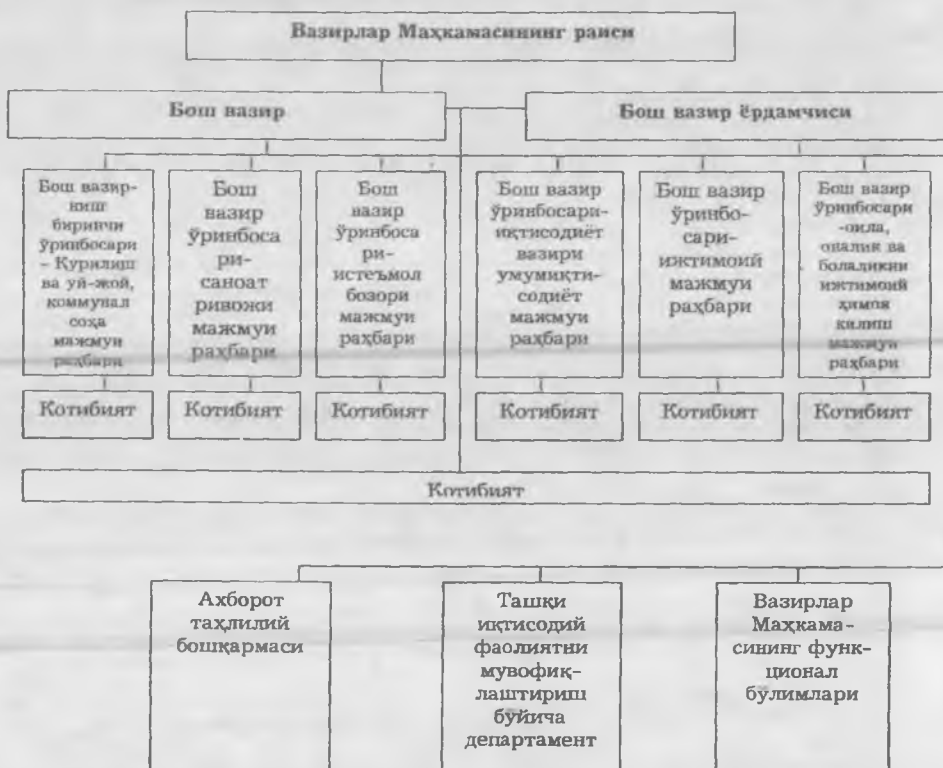 Вазирлар Маҳкамасининг раиси
Бош вазир
Бош вазир ёрдамчиси
Бош вазир-
нинг
биринчи
ўринбосари
– Қурилиш
ва уй-жой,
коммунал
соҳа
мажмуи
раҳбари
Бош
вазир
ўринбоса
ри-
саноат
ривожи
мажмуи
раҳбари
Бош
вазир
ўринбоса
ри-
истеъмол
бозори
мажмуи
раҳбари
Бош вазир
ўринбосари-
иқтисодиёт
вазири
умумиқти-
содиёт
мажмуи
раҳбари
Бош вазир
ўринбо-
сари-
ижтимоий
мажмуи
раҳбари
Бош вазир
ўринбосари
-оила,
оналик ва
болаликни
ижтимоий
ҳимоя
қилиш
мажмуи
раҳбари
Котибият
Котибият
Котибият
Котибият
Котибият
Котибият
Котибият
Ахборот
таҳлилий
бошқармаси
Ташқи
иқтисодий
фаолиятни
мувофиқ-
лаштириш
бўйича
департамент
Вазирлар
Маҳкама-
сининг функ-
ционал
бўлимлари